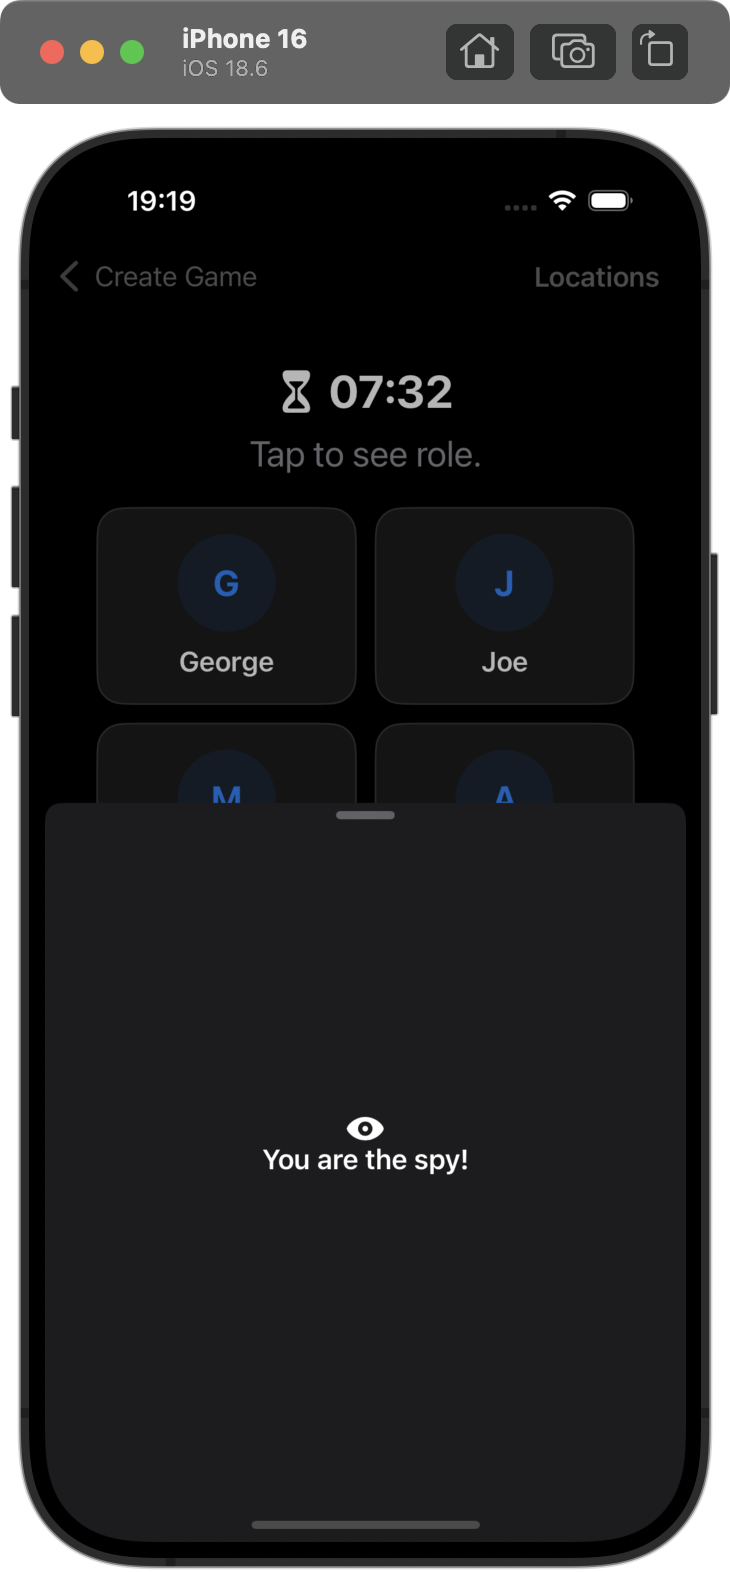 iPhone 16
iOS 18.6
19:19
Create Game
Locations
07:32
Tap to see role.
G
J
George
Joe
M
A
You are the spy!